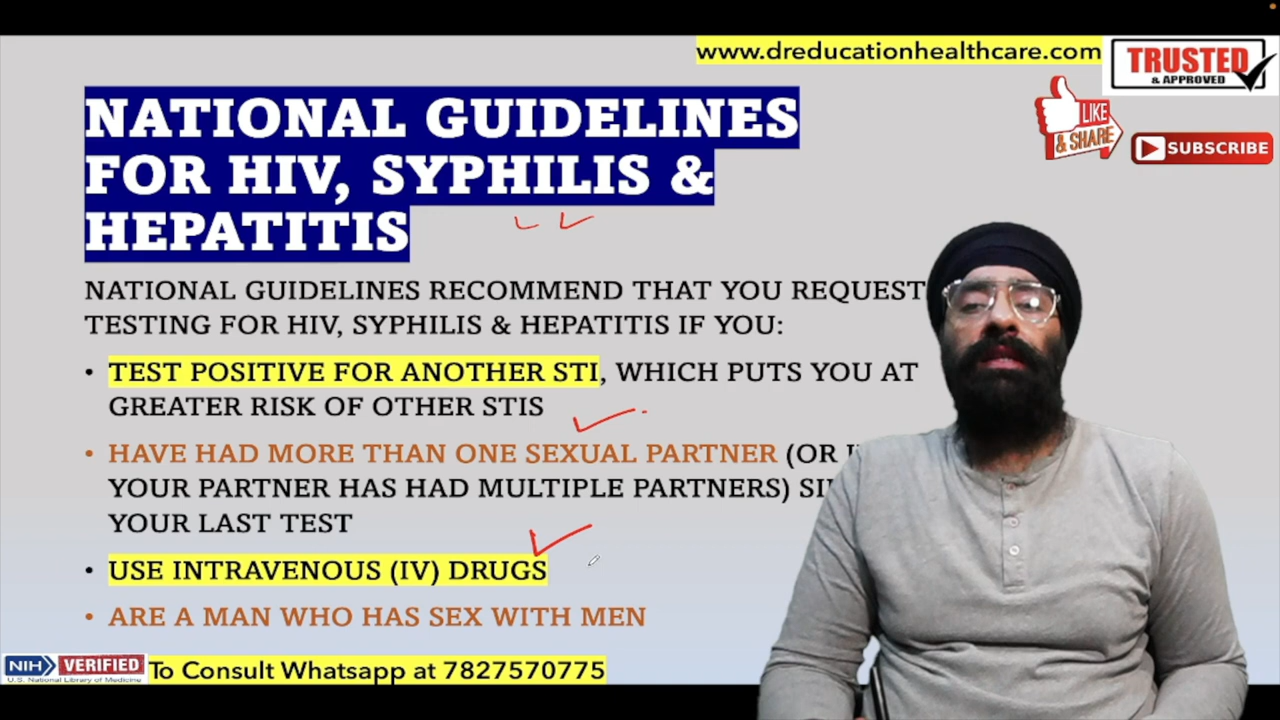 www.dreducationhealthcare.com
TRUSTED
& APPROVED
LIKE
& SHARE
SUBSCRIBE
NATIONAL GUIDELINES
FOR HIV, SYPHILIS &
HEPATITIS
NATIONAL GUIDELINES RECOMMEND THAT YOU REQUEST
TESTING FOR HIV, SYPHILIS & HEPATITIS IF YOU:
• TEST POSITIVE FOR ANOTHER STI, WHICH PUTS YOU AT
GREATER RISK OF OTHER STIS
• HAVE HAD MORE THAN ONE SEXUAL PARTNER (OR
YOUR PARTNER HAS HAD MULTIPLE PARTNERS)
YOUR LAST TEST
• USE INTRAVENOUS (IV) DRUGS
• ARE A MAN WHO HAS SEX WITH MEN
NIH VERIFIED
U.S. National Library of Medicine
To Consult Whatsapp at 7827570775